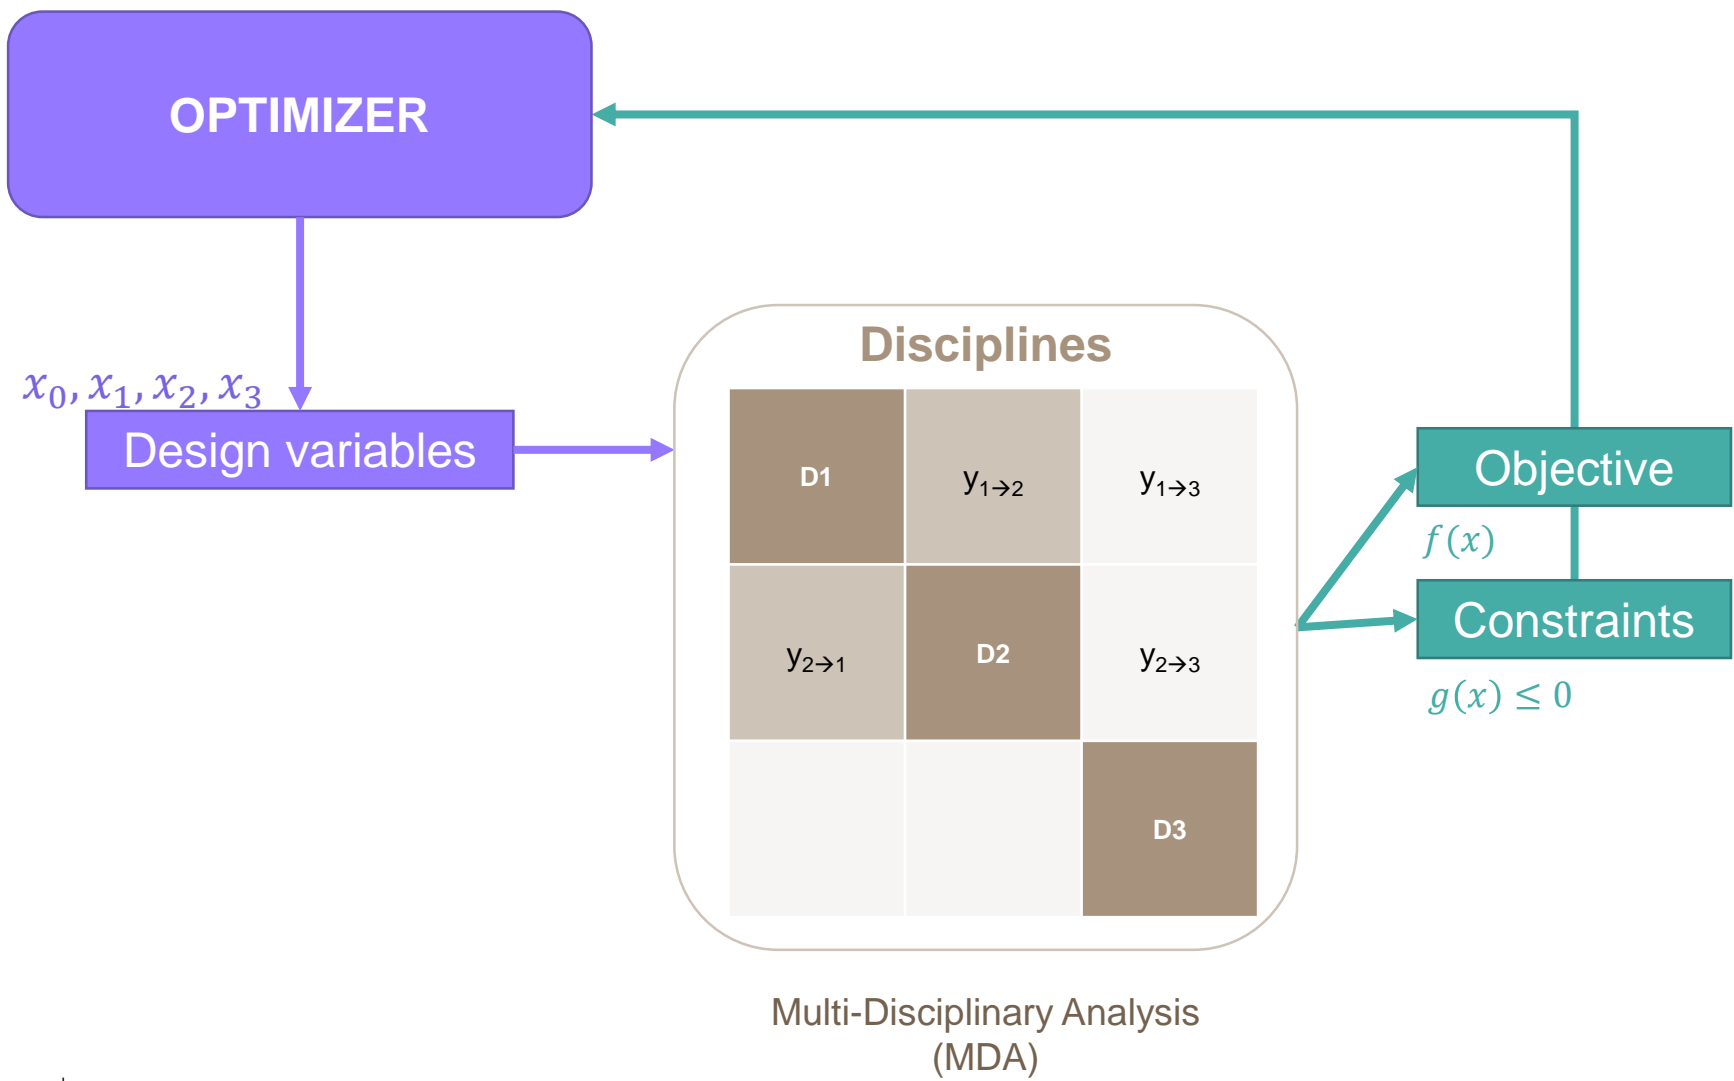 OPTIMIZER
x₀, x₁, x₂, x₃
Design variables
Disciplines
D1 y₁→₂ y₁→₃
y₂→₁ D2 y₂→₃
D3
Objective
f(x)
Constraints
g(x) ≤ 0
Multi-Disciplinary Analysis
(MDA)